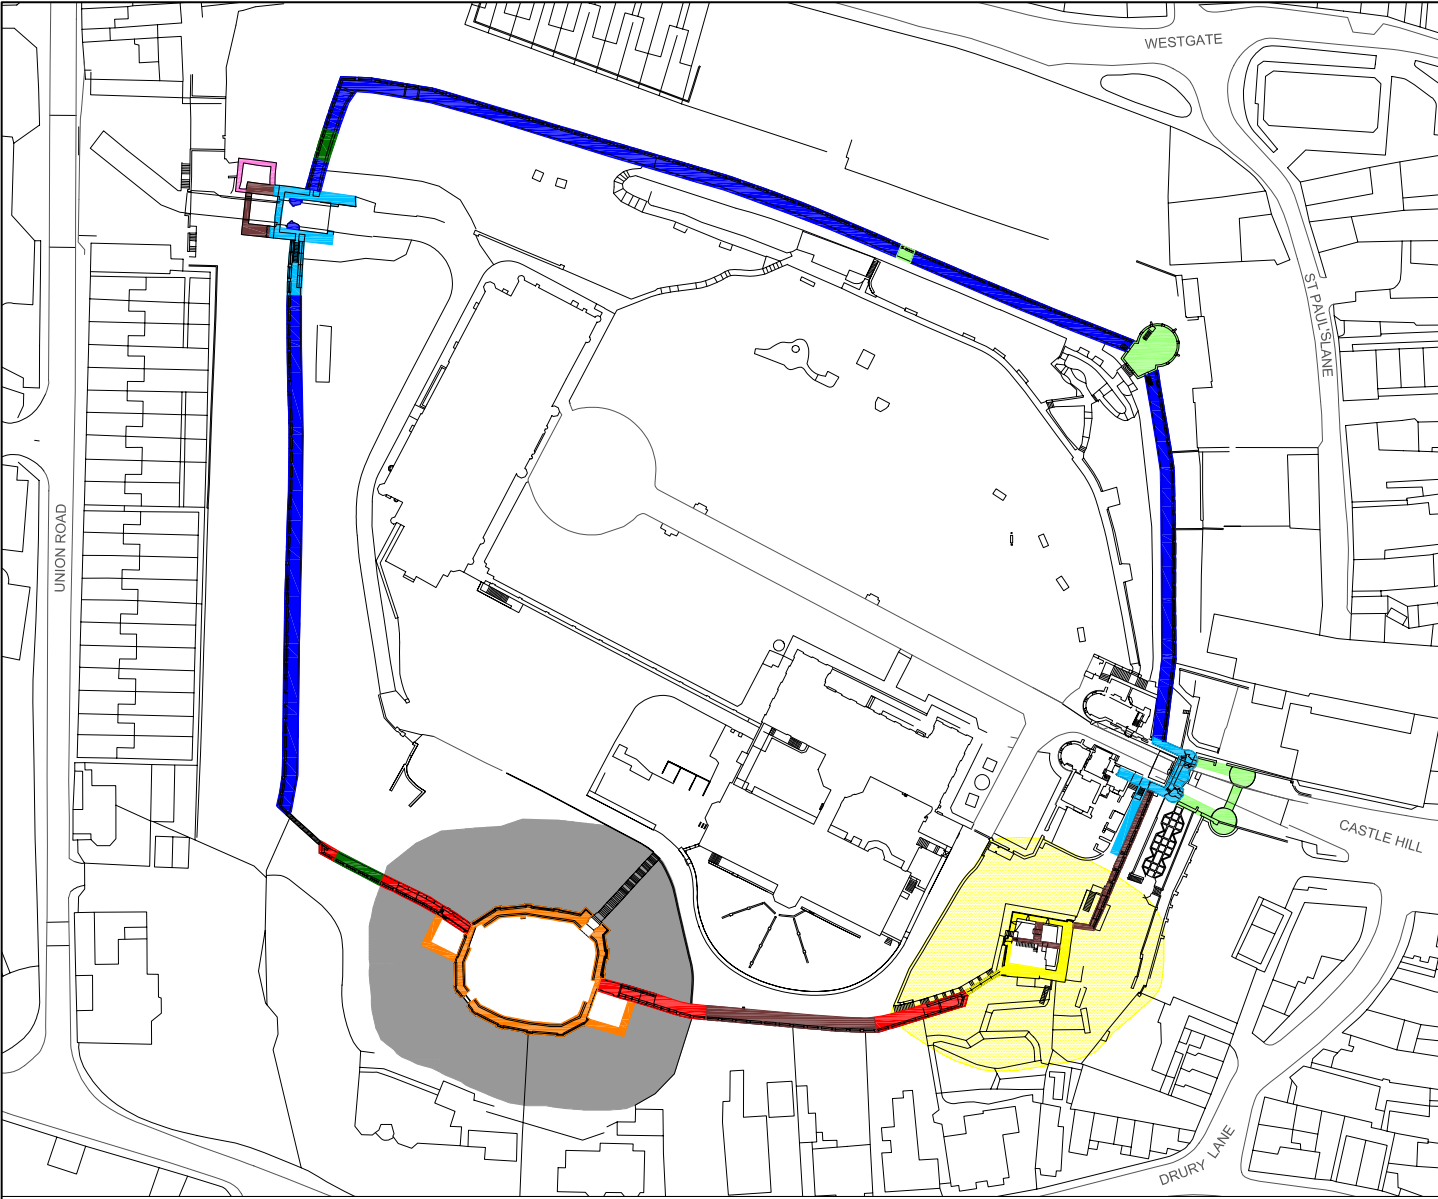 WESTGATE
ST PAUL'S LANE
UNION ROAD
CASTLE HILL
DRURY LANE